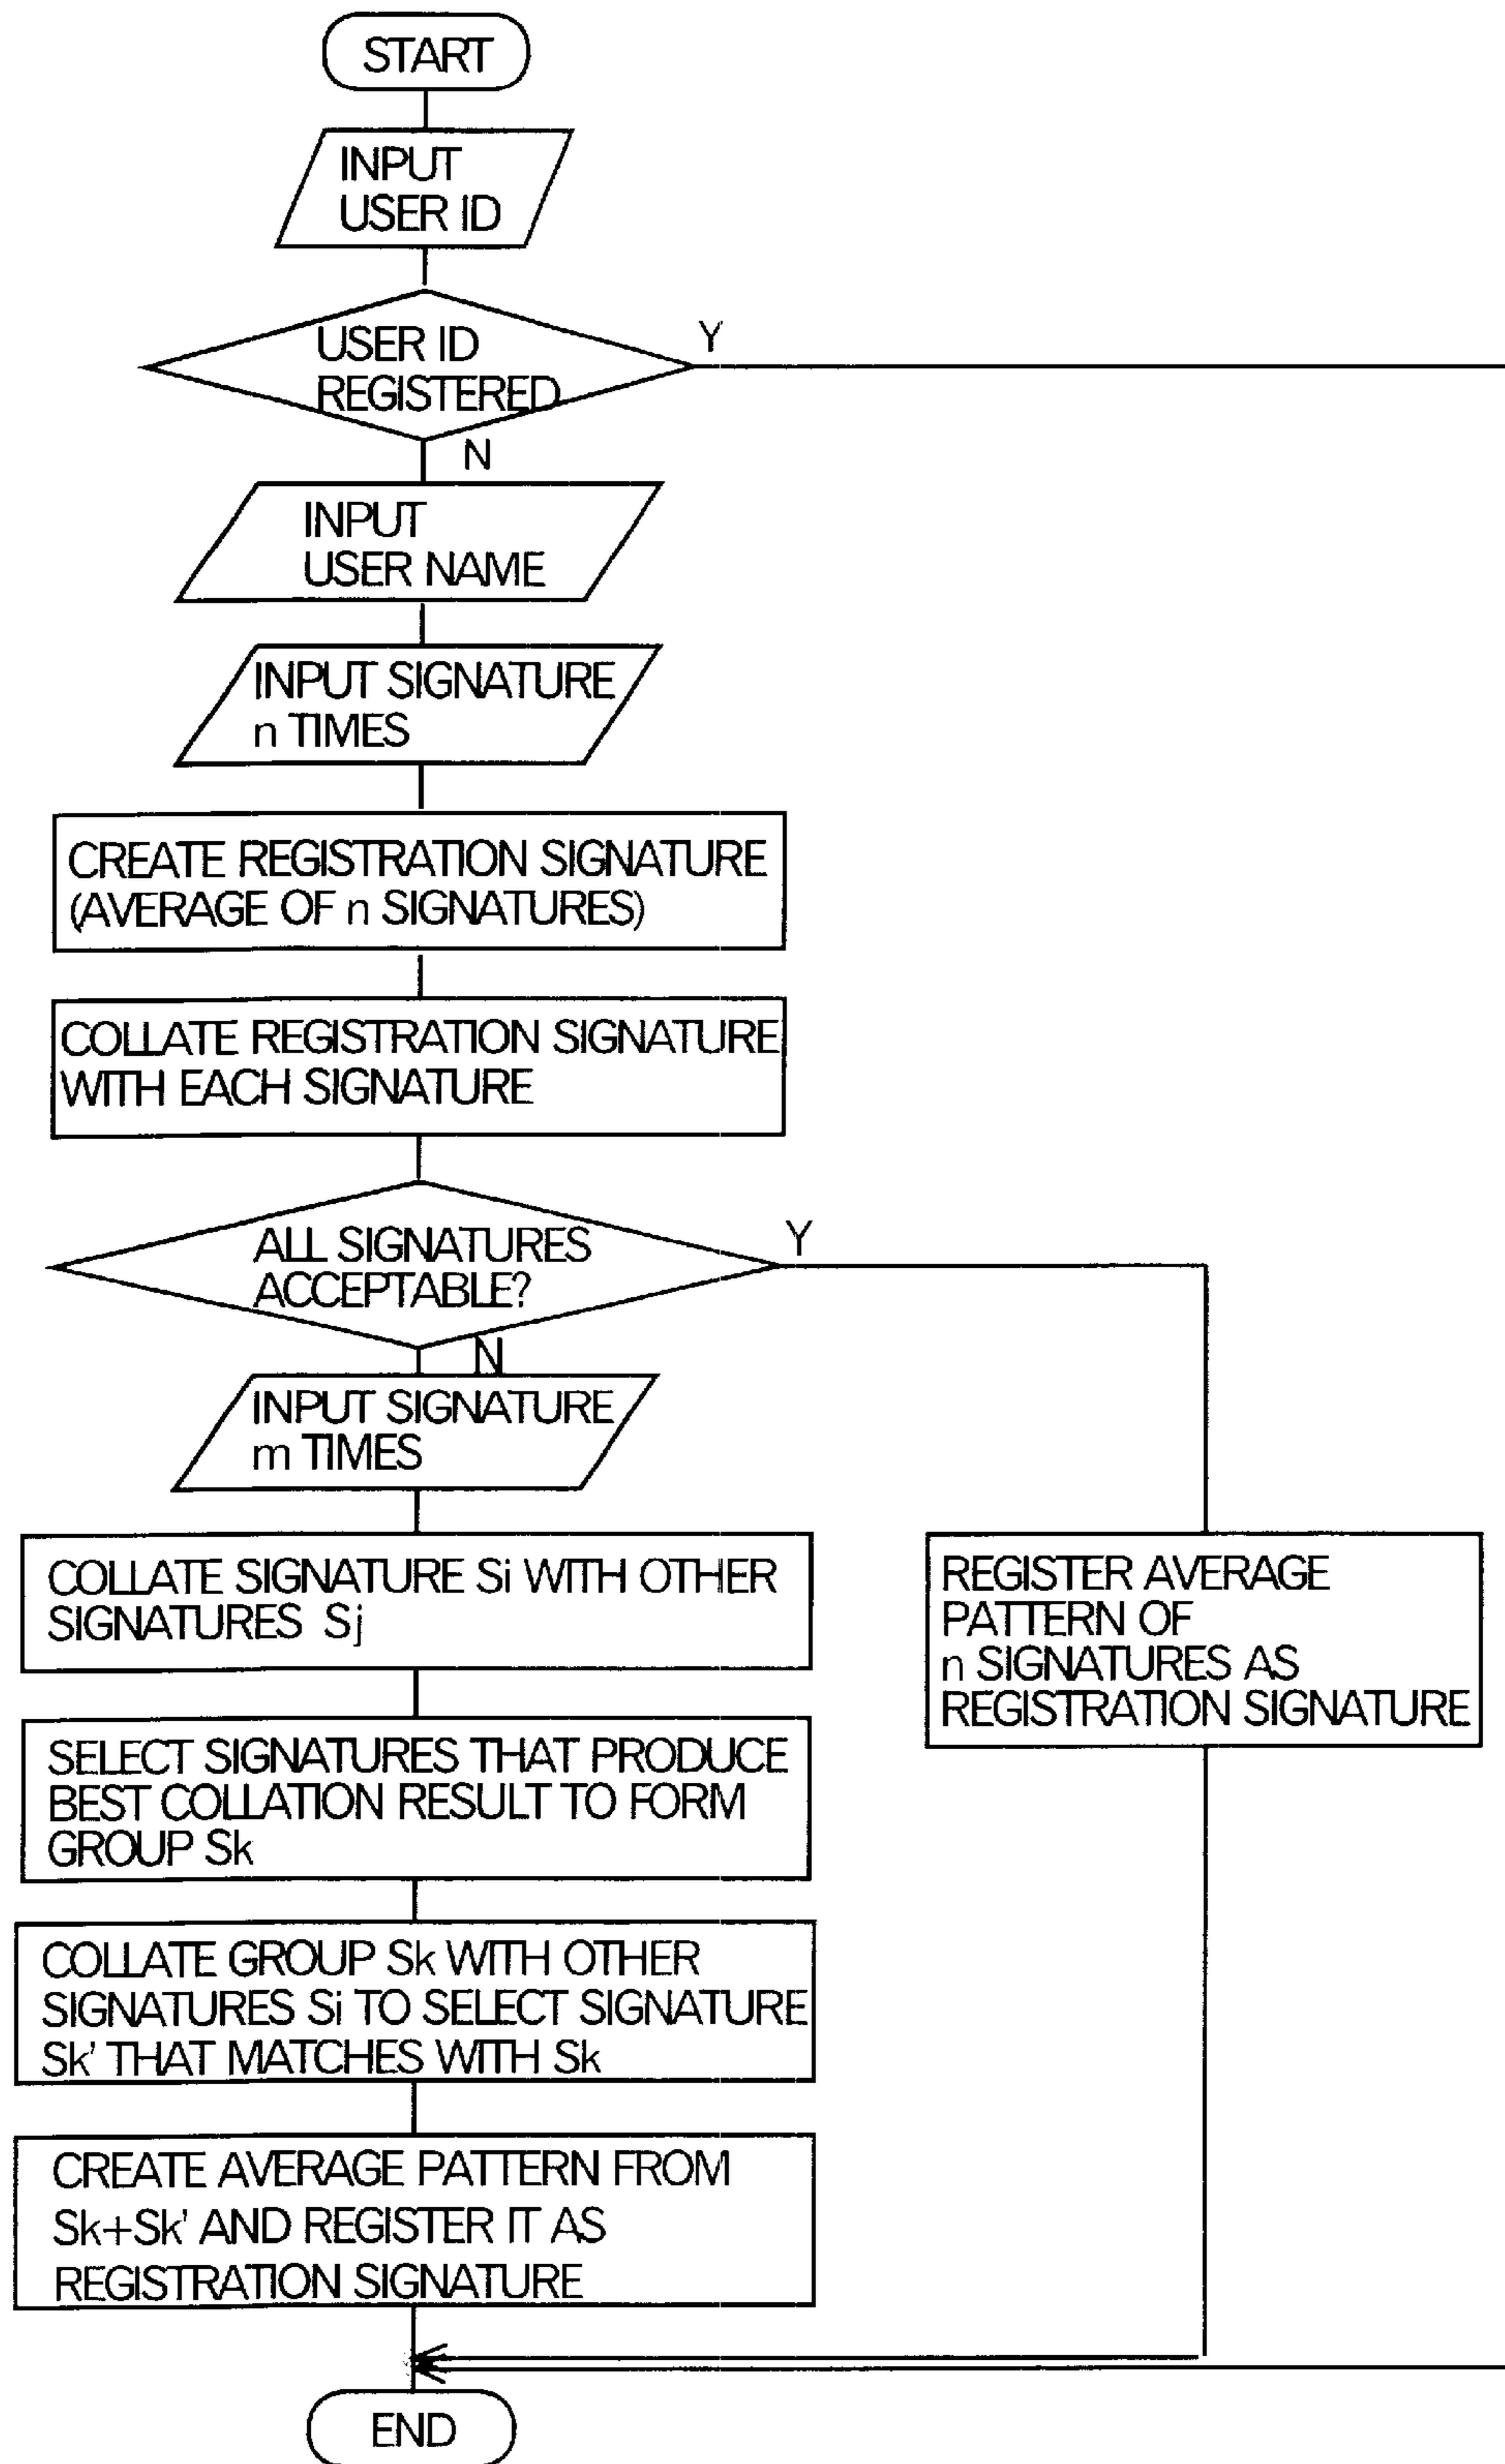 START
INPUT
USER ID
USER ID
REGISTERED
Y
N
INPUT
USER NAME
INPUT SIGNATURE
n TIMES
CREATE REGISTRATION SIGNATURE
(AVERAGE OF n SIGNATURES)
COLLATE REGISTRATION SIGNATURE
WITH EACH SIGNATURE
ALL SIGNATURES
ACCEPTABLE?
Y
N
INPUT SIGNATURE
m TIMES
COLLATE SIGNATURE Si WITH OTHER
SIGNATURES Sj
REGISTER AVERAGE
PATTERN OF
n SIGNATURES AS
REGISTRATION SIGNATURE
SELECT SIGNATURES THAT PRODUCE
BEST COLLATION RESULT TO FORM
GROUP Sk
COLLATE GROUP Sk WITH OTHER
SIGNATURES Si TO SELECT SIGNATURE
Sk' THAT MATCHES WITH Sk
CREATE AVERAGE PATTERN FROM
Sk+Sk' AND REGISTER IT AS
REGISTRATION SIGNATURE
END